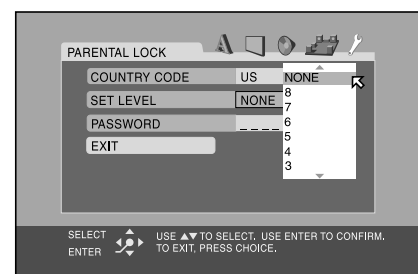 PARENTAL LOCK
COUNTRY CODE US NONE
8
SET LEVEL NONE 7
PASSWORD _ _ _ _ 6
5
EXIT 4
3
SELECT
ENTER
USE ▲▼ TO SELECT. USE ENTER TO CONFIRM.
TO EXIT, PRESS CHOICE.